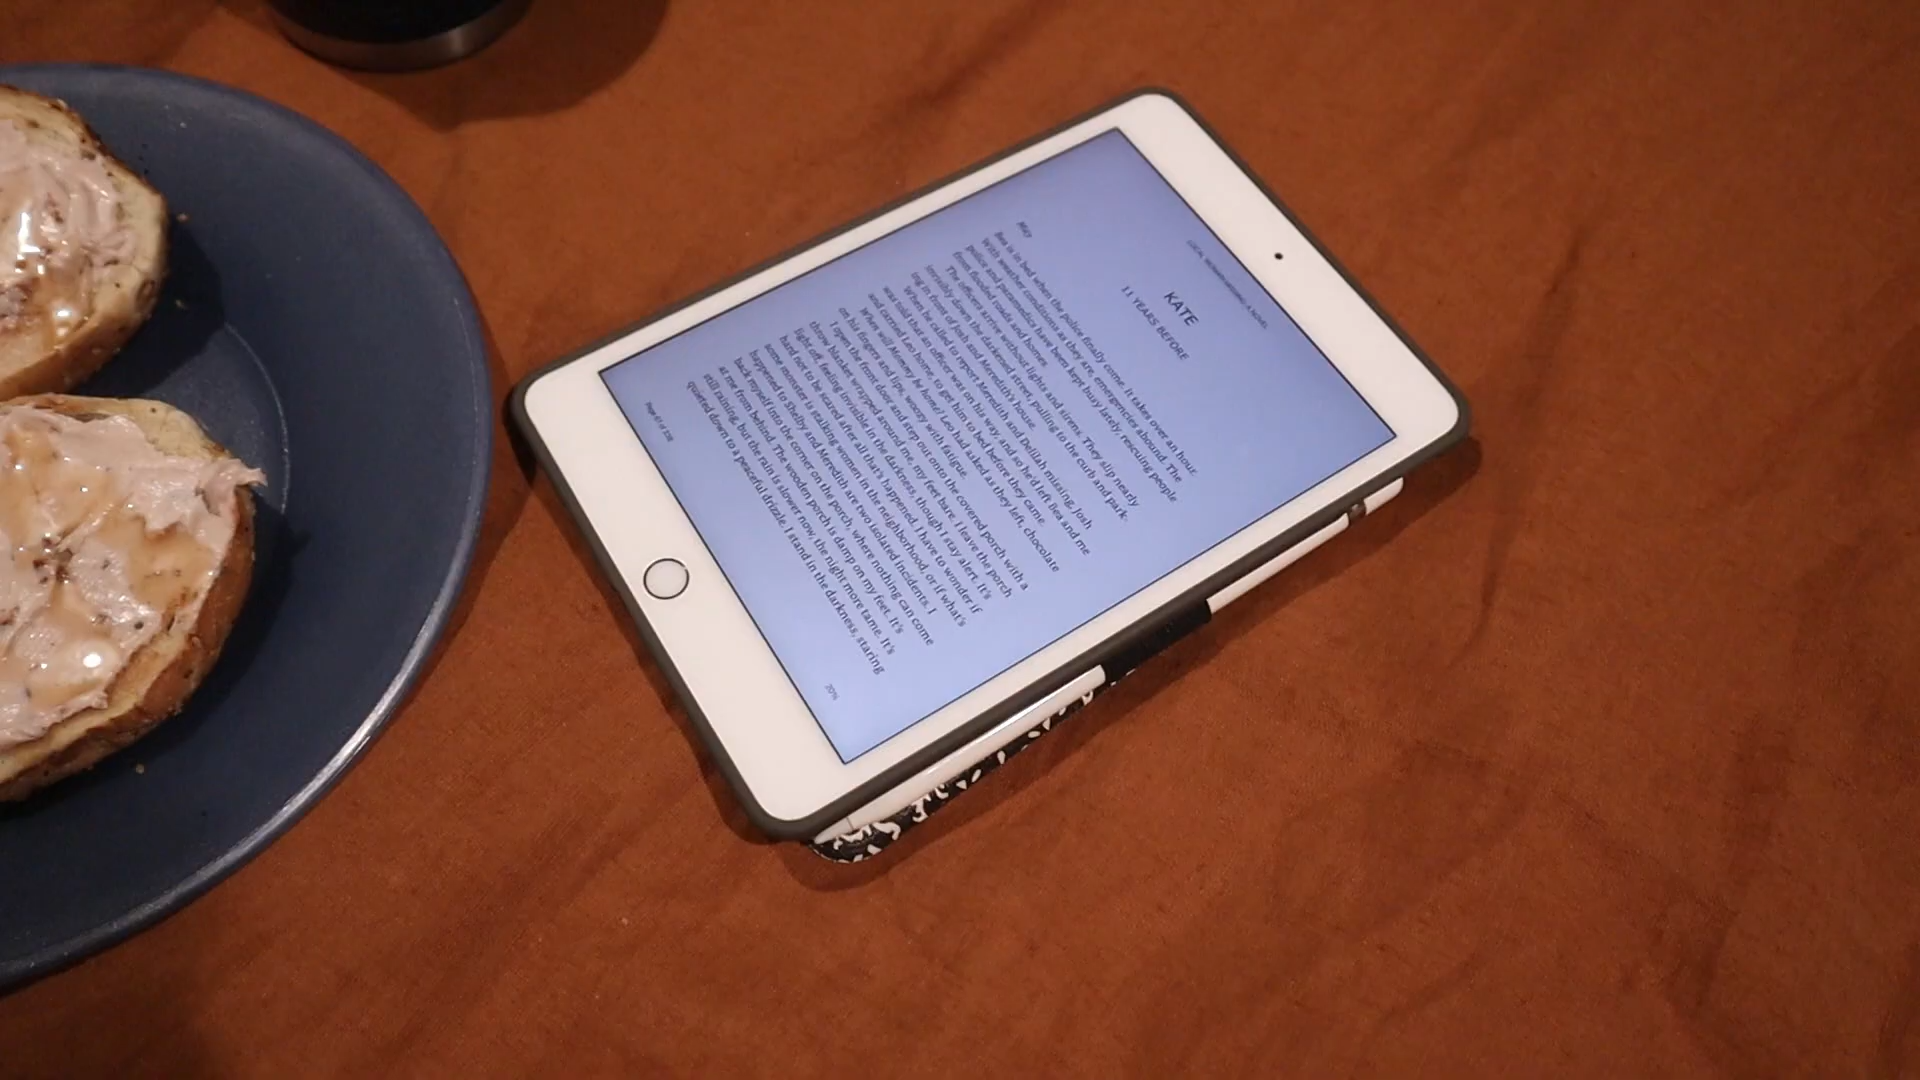 LOCAL WOMAN MISSING: A NOVEL
KATE
11 YEARS BEFORE
May
Bea is in bed when the police finally come. It takes over an hour.
With weather conditions as they are, emergencies abound. The
police and paramedics have been kept busy lately, rescuing people
from flooded roads and homes.
The officers arrive without lights and sirens. They slip nearly
invisibly down the darkened street, pulling to the curb and park-
ing in front of Josh and Meredith's house.
When he called to report Meredith and Delilah missing, Josh
was told that an officer was on his way, and so he'd left Bea and me
and carried Leo home, to get him to bed before they came.
When will Mommy be home? Leo had asked as they left, chocolate
on his fingers and lips, woozy with fatigue.
I open the front door and step out onto the covered porch with a
throw blanket wrapped around me, my feet bare. I leave the porch
light off, feeling invisible in the darkness, though I stay alert. It's
hard not to be scared after all that's happened. I have to wonder if
some monster is stalking women in the neighborhood, or if what's
happened to Shelby and Meredith are two isolated incidents. I
back myself into the corner on the porch, where nothing can come
at me from behind. The wooden porch is damp on my feet. It's
still raining, but the rain is slower now, the night more tame. It's
quieted down to a peaceful drizzle. I stand in the darkness, staring
20%